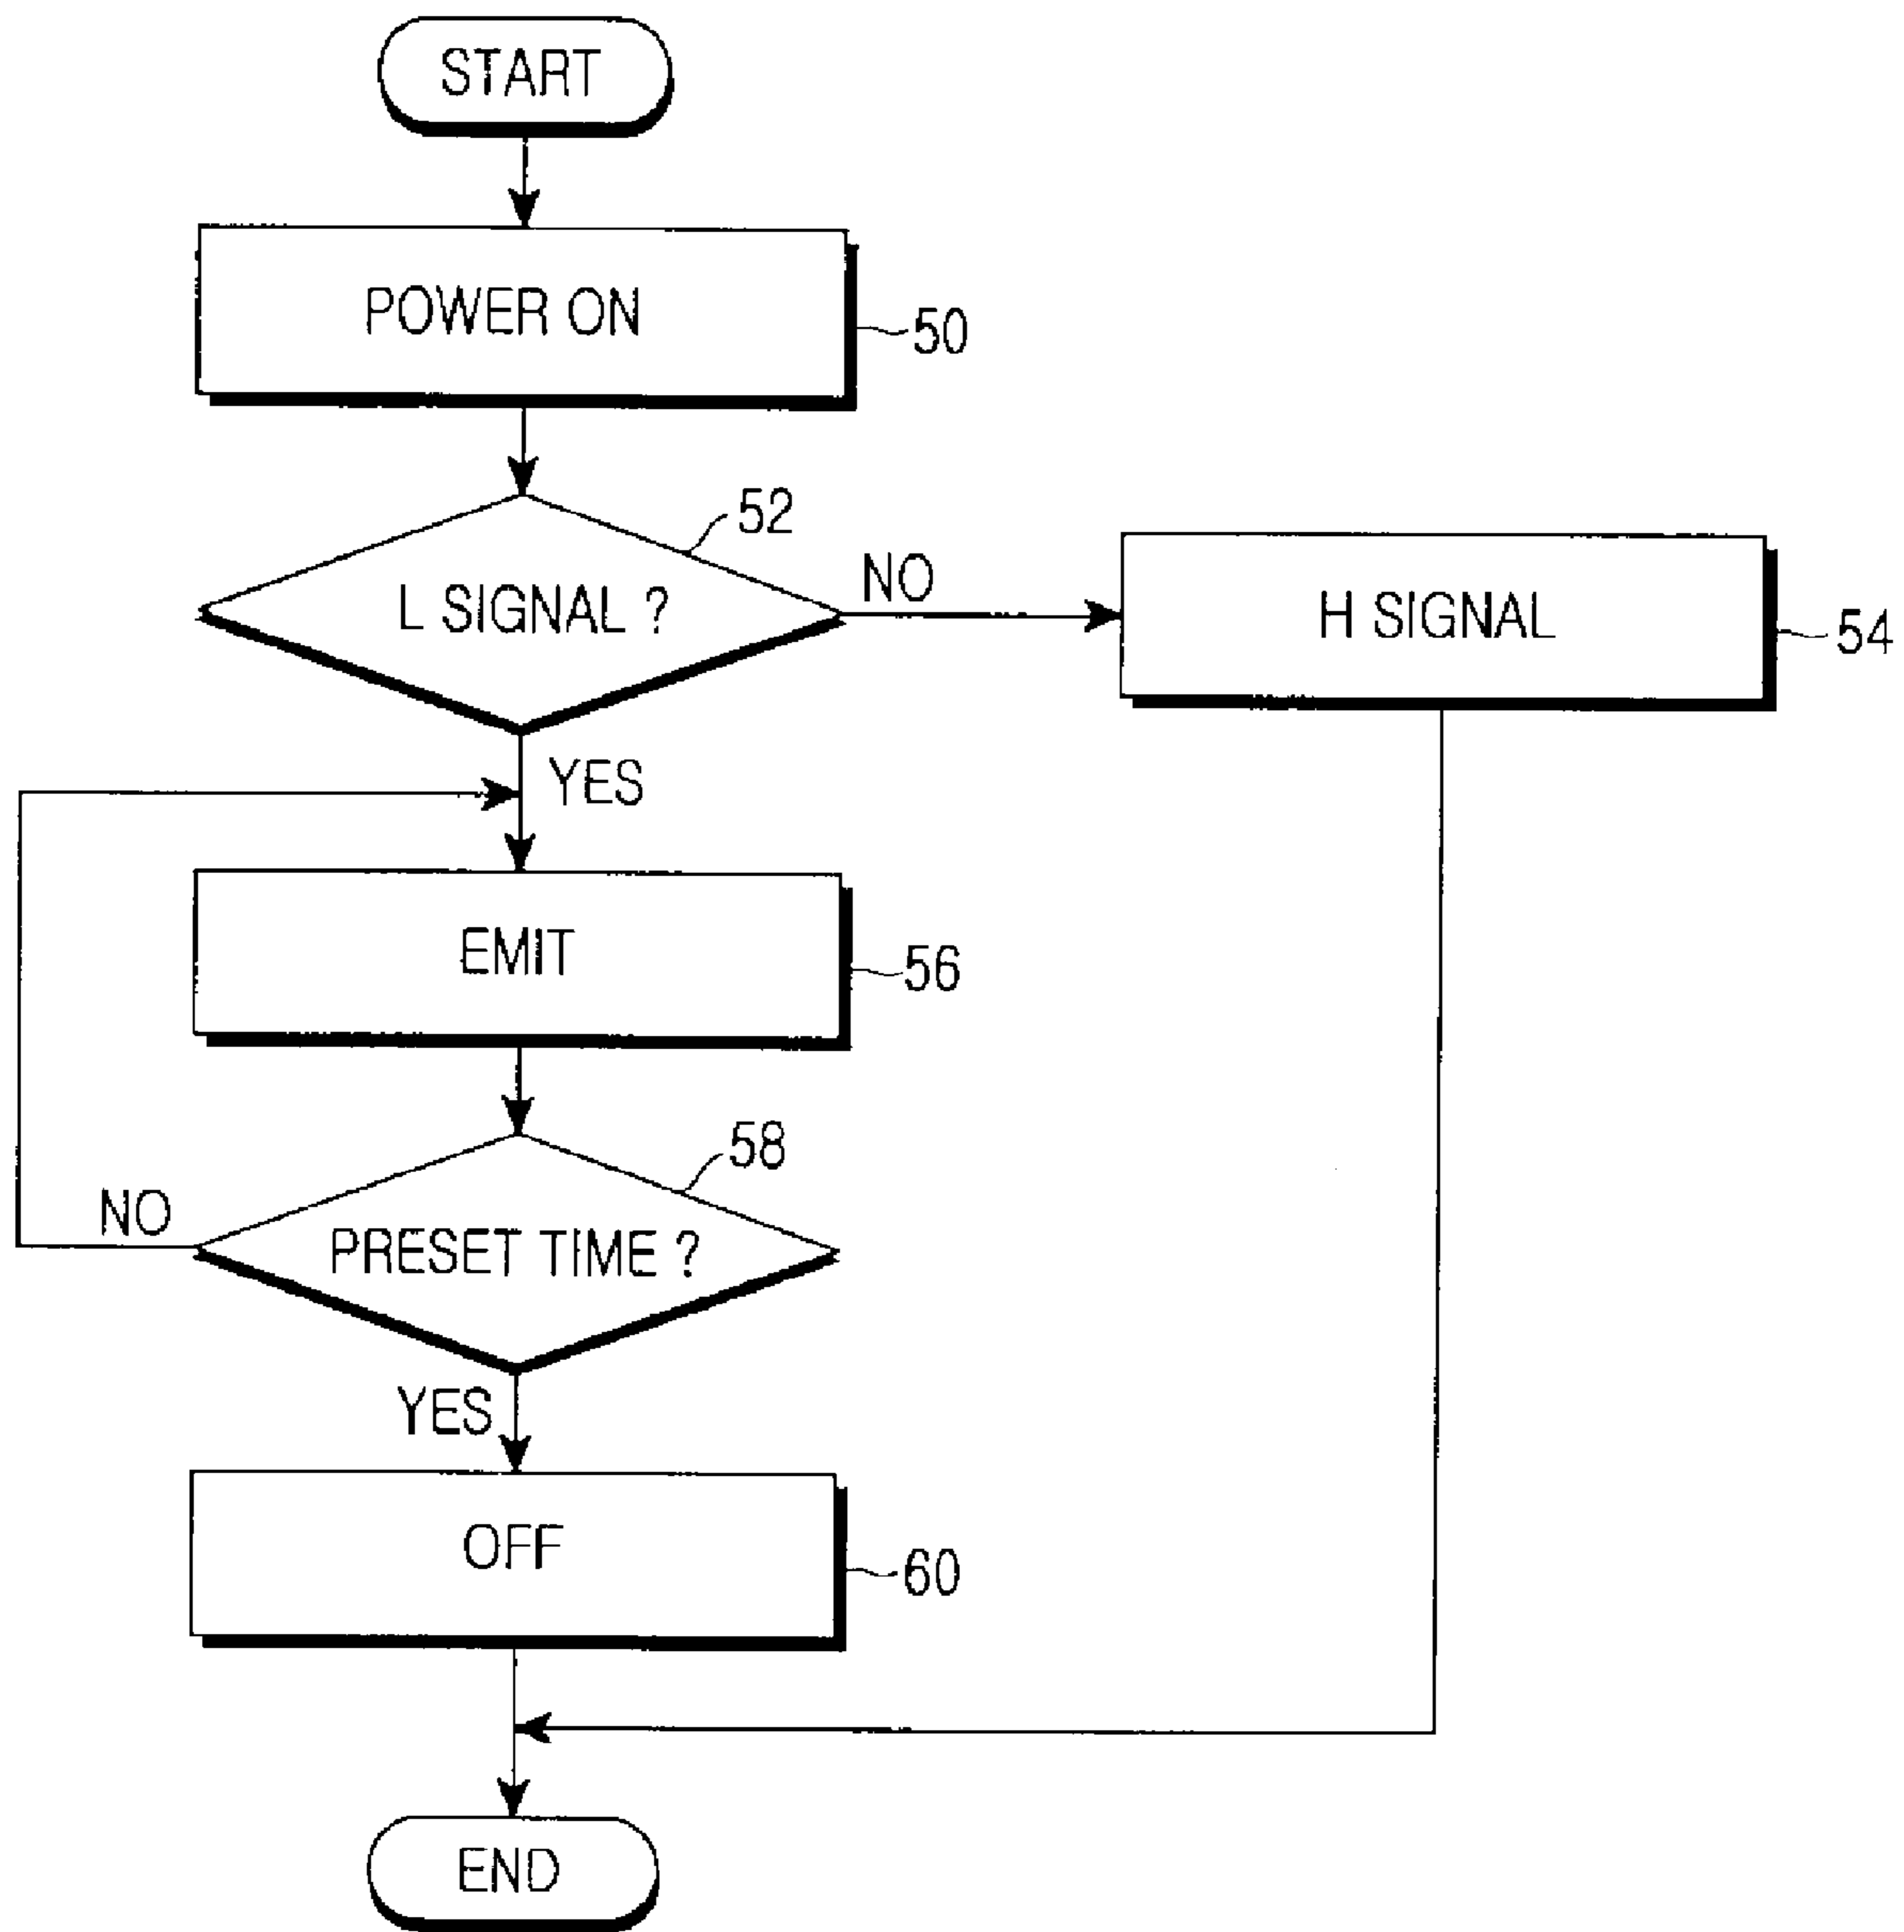 START
POWER ON
50
52
L SIGNAL ?
NO
H SIGNAL
54
YES
EMIT
56
58
NO
PRESET TIME ?
YES
OFF
60
END